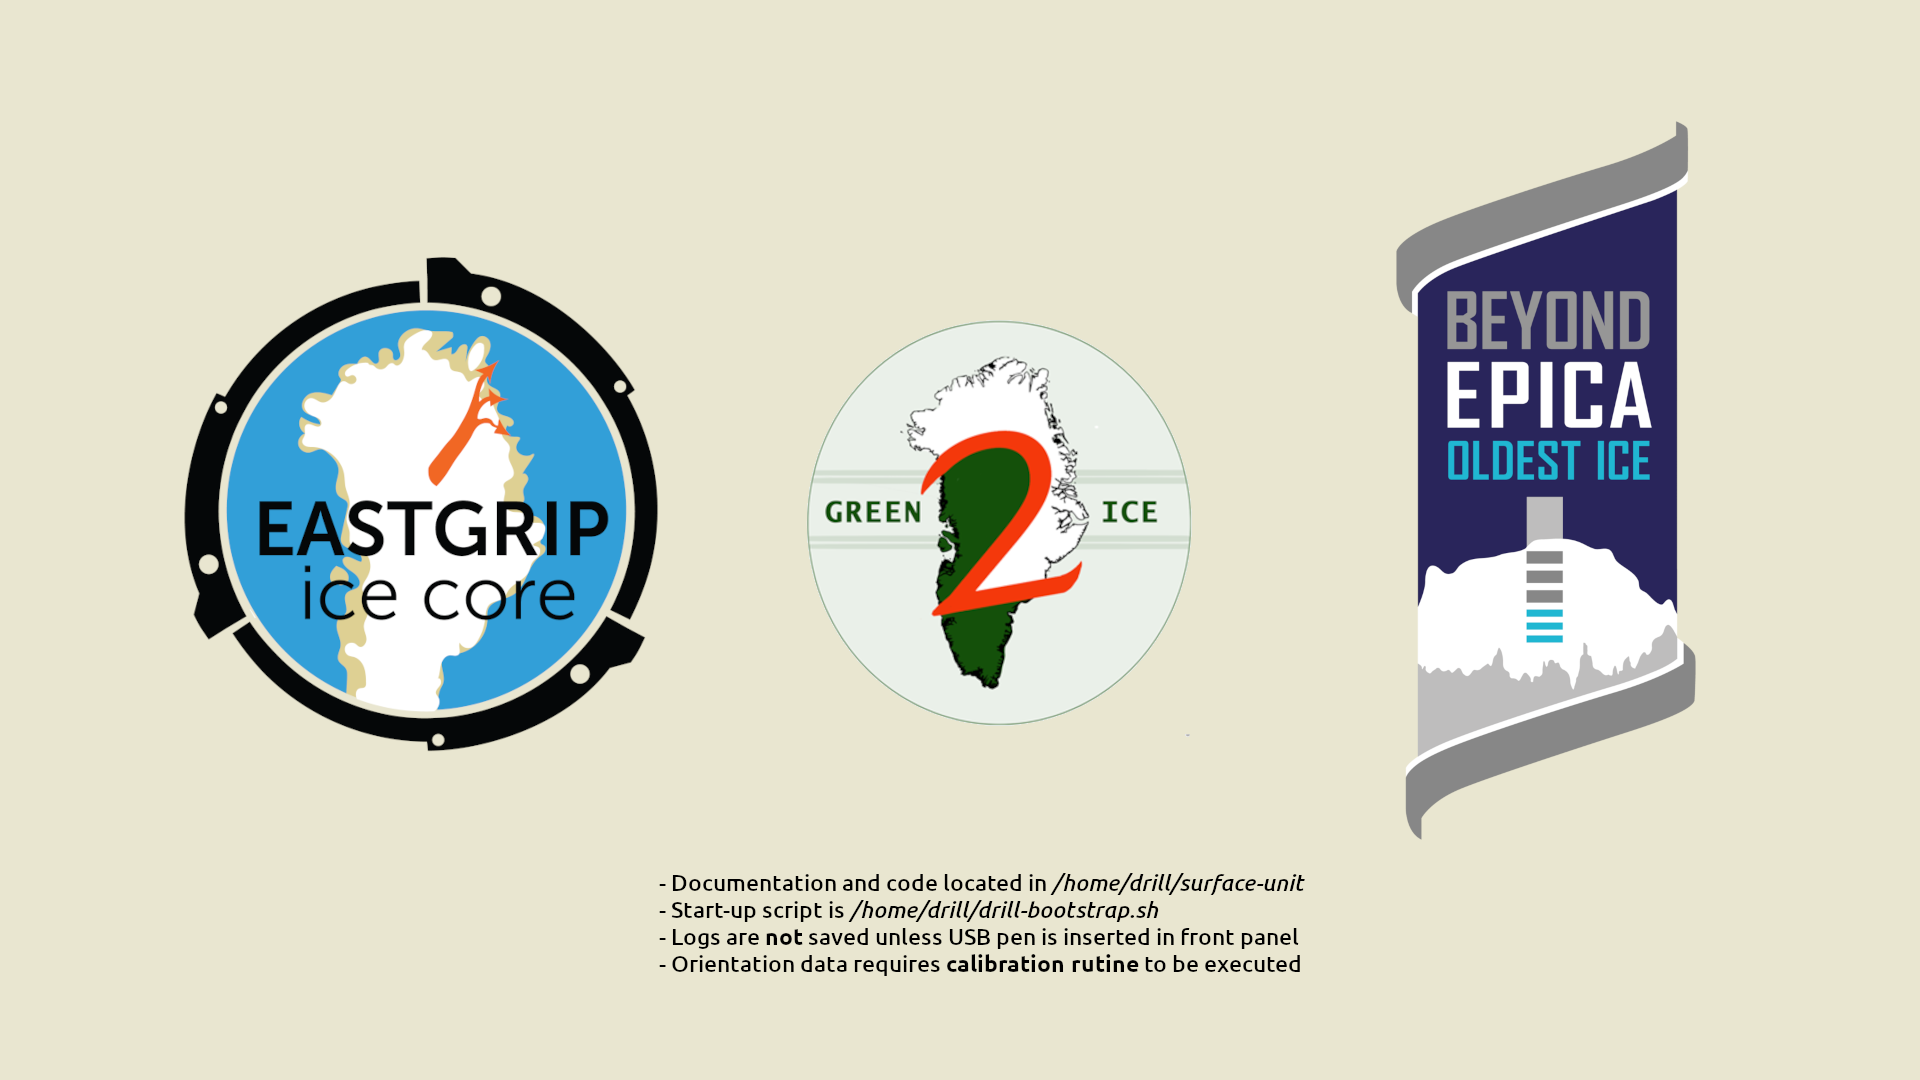 EASTGRIP
ice core
GREEN 2 ICE
BEYOND
EPICA
OLDEST ICE
- Documentation and code located in /home/drill/surface-unit
- Start-up script is /home/drill/drill-bootstrap.sh
- Logs are not saved unless USB pen is inserted in front panel
- Orientation data requires calibration rutine to be executed